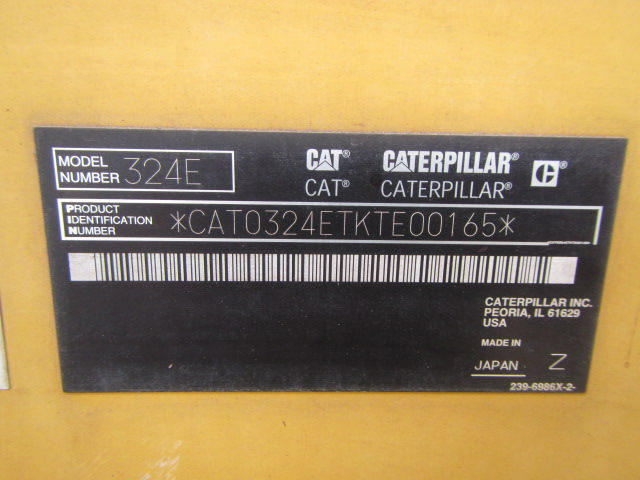 MODEL NUMBER 324E
CAT® CATERPILLAR® C
CAT® CATERPILLAR®
PRODUCT IDENTIFICATION NUMBER *CAT0324ETKTE00165*
CATERPILLAR INC.
PEORIA, IL 61629
USA
MADE IN
JAPAN Z
239-6986X-2-